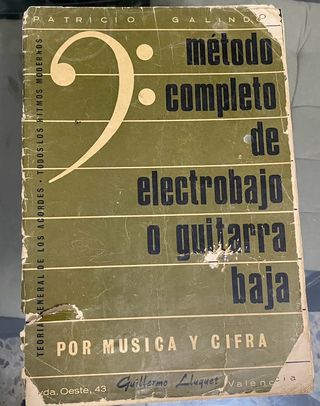 PATRICIO GALINDO
método
completo
de
electrobajo
o guitarra
baja
TEORIA GENERAL DE LOS ACORDES · TODOS LOS RITMOS MODERNOS
POR MUSICA Y CIFRA
Guillermo Lluquet
vda. Oeste, 43 Valencia